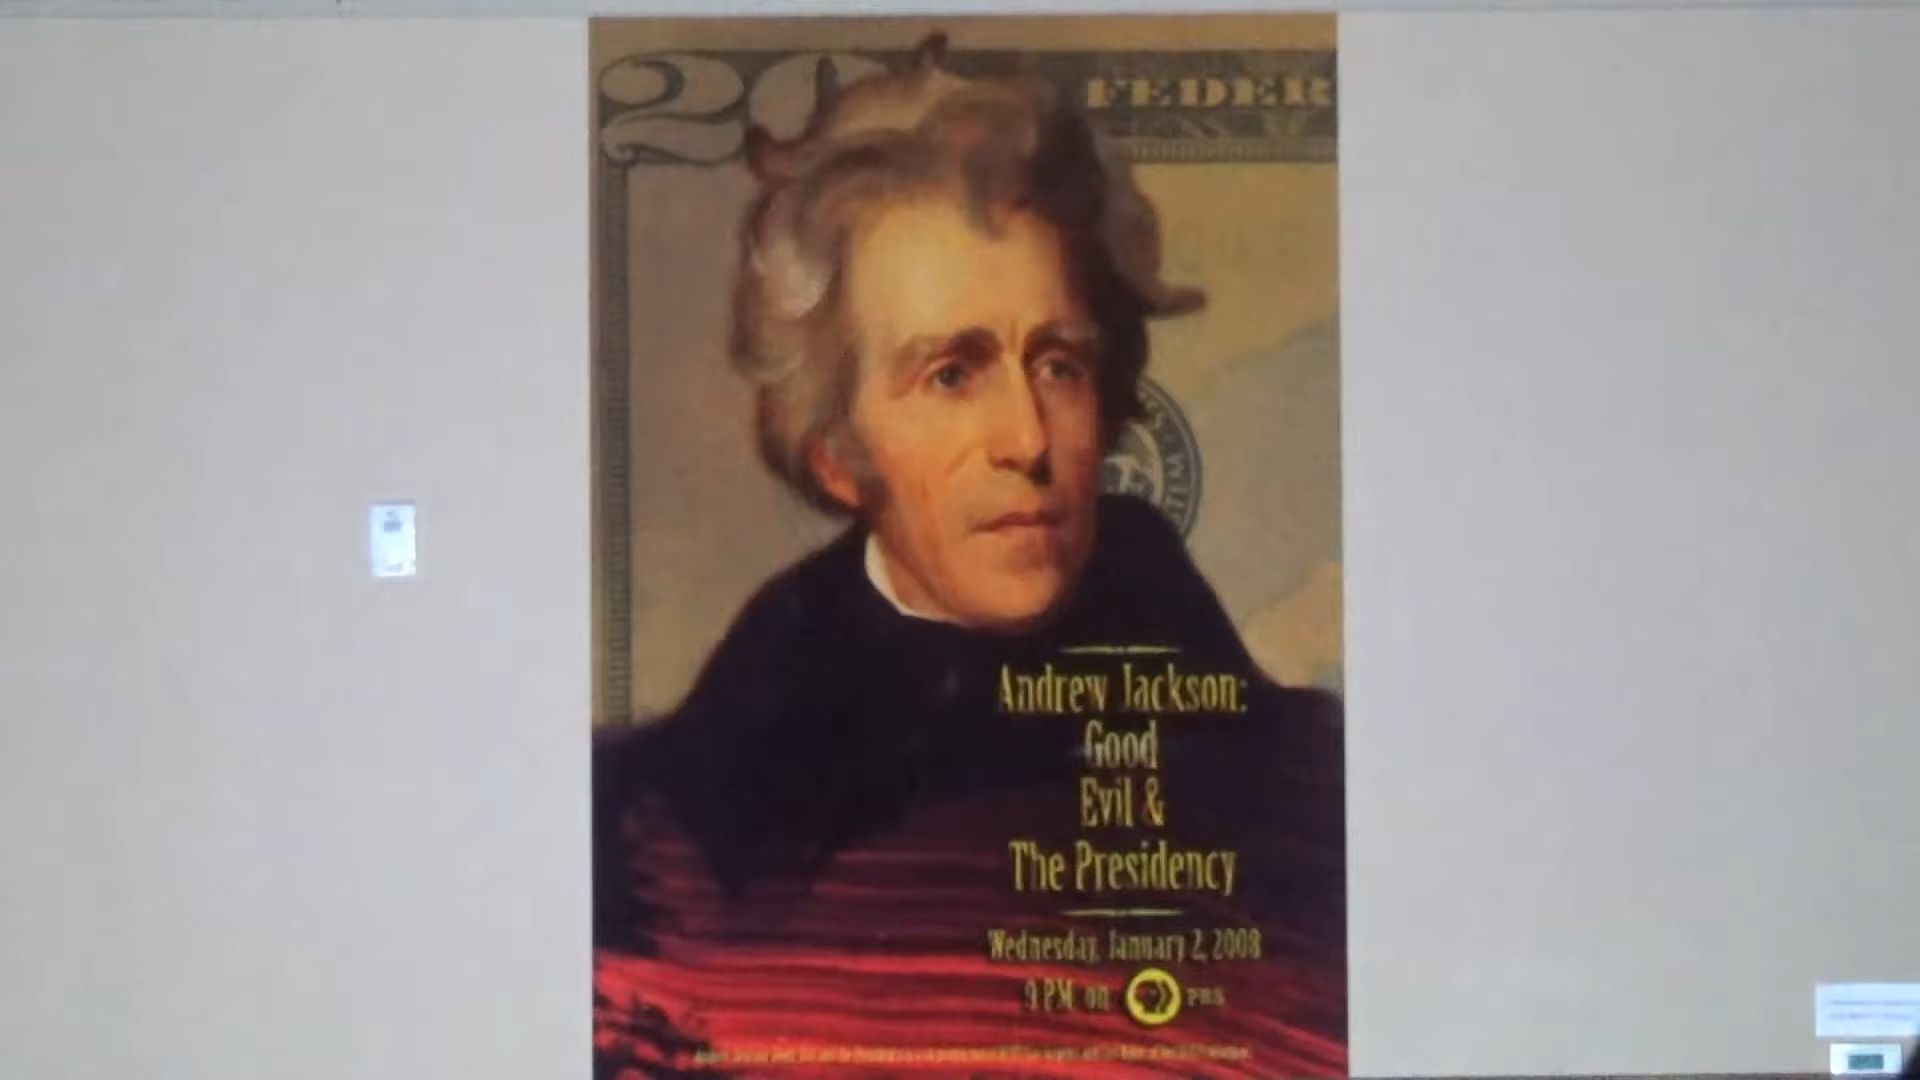 20
FEDER
Andrew Jackson:
Good
Evil &
The Presidency
Wednesday, January 2, 2008
9 PM on PBS